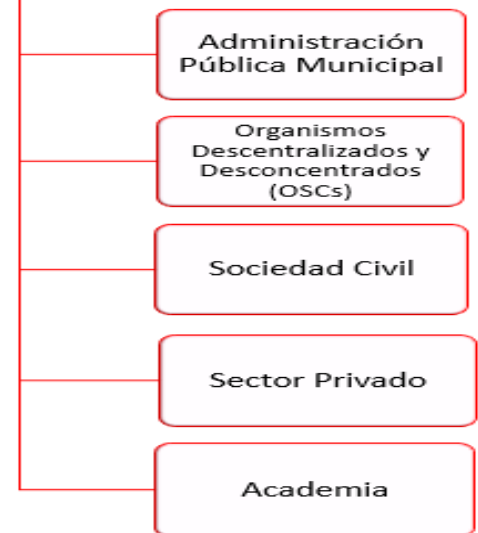 Administración
Pública Municipal
Organismos
Descentralizados y
Desconcentrados
(OSCs)
Sociedad Civil
Sector Privado
Academia